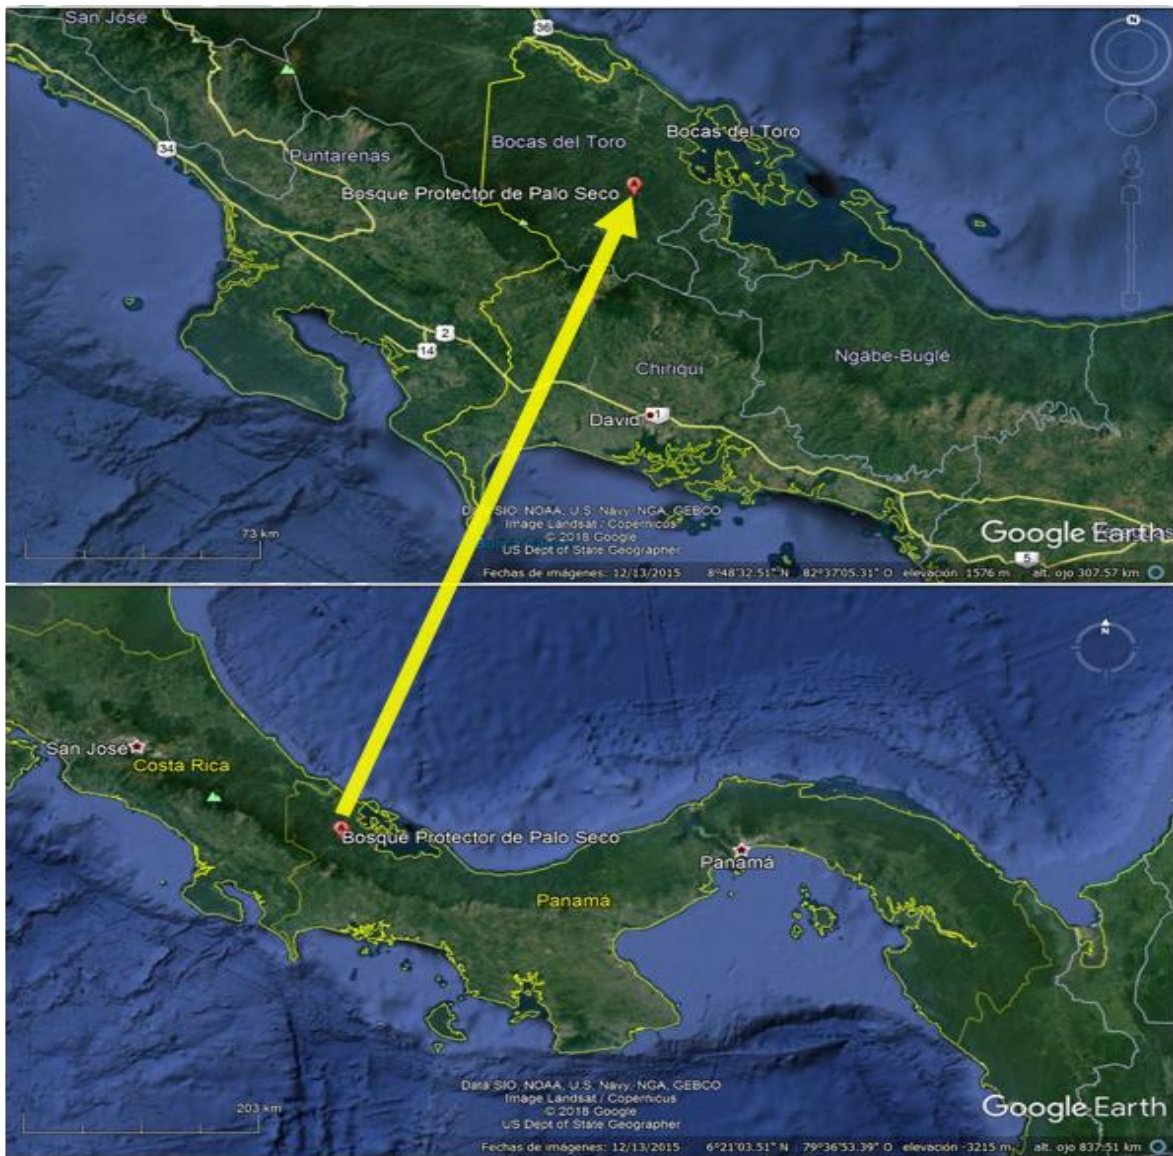 San José
36
Bocas del Toro
Bocas del Toro
34
Puntarenas
Bosque Protector de Palo Seco
2
14
Chiriquí
Ngäbe-Buglé
David
1
Data SIO, NOAA, U.S. Navy, NGA, GEBCO
Image Landsat / Copernicus
© 2018 Google
US Dept of State Geographer
73 km
Google Earth
5
Fechas de imágenes: 12/13/2015 8°48'32.51" N 82°37'05.31" O elevación 1576 m alt. ojo 307.57 km
N
N
San José
Costa Rica
Bosque Protector de Palo Seco
Panamá
Panamá
Data SIO, NOAA, U.S. Navy, NGA, GEBCO
Image Landsat / Copernicus
© 2018 Google
US Dept of State Geographer
203 km
Google Earth
Fechas de imágenes: 12/13/2015 6°21'03.51" N 79°36'53.39" O elevación -3215 m alt. ojo 837.51 km